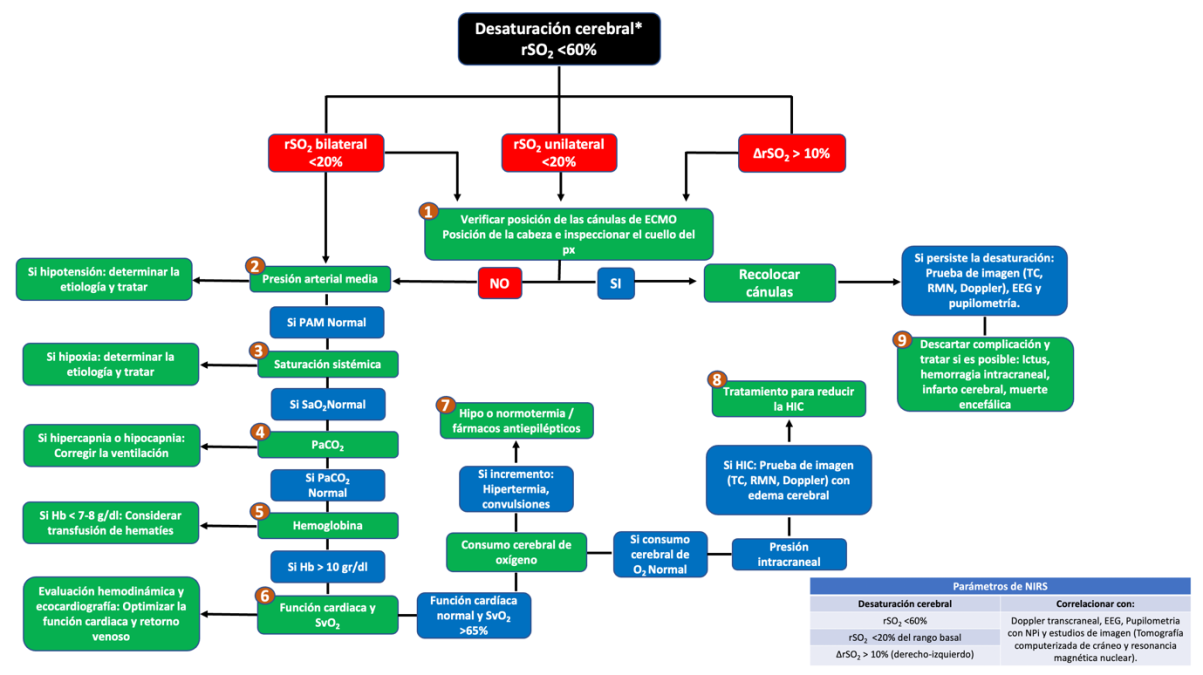 Desaturación cerebral*
rSO₂ <60%
rSO₂ bilateral
<20%
rSO₂ unilateral
<20%
ΔrSO₂ > 10%
1
Verificar posición de las cánulas de ECMO
Posición de la cabeza e inspeccionar el cuello del
px
Si hipotensión: determinar la
etiología y tratar
2
Presión arterial media
NO
SI
Recolocar
cánulas
Si persiste la desaturación:
Prueba de imagen (TC,
RMN, Doppler), EEG y
pupilometría.
Si PAM Normal
Si hipoxia: determinar la
etiología y tratar
3
Saturación sistémica
9
Descartar complicación y
tratar si es posible: Ictus,
hemorragia intracraneal,
infarto cerebral, muerte
encefálica
Si SaO₂Normal
7
Hipo o normotermia /
fármacos antiepilépticos
8
Tratamiento para reducir
la HIC
Si hipercapnia o hipocapnia:
Corregir la ventilación
4
PaCO₂
Si PaCO₂
Normal
Si incremento:
Hipertermia,
convulsiones
Si HIC: Prueba de imagen
(TC, RMN, Doppler) con
edema cerebral
Si Hb < 7-8 g/dl: Considerar
transfusión de hematíes
5
Hemoglobina
Si Hb > 10 gr/dl
Consumo cerebral de
oxígeno
Si consumo
cerebral de
O₂ Normal
Presión
intracraneal
Evaluación hemodinámica y
ecocardiografía: Optimizar la
función cardiaca y retorno
venoso
6
Función cardiaca y
SvO₂
Función cardíaca
normal y SvO₂
>65%
Parámetros de NIRS
Desaturación cerebral
Correlacionar con:
rSO₂ <60%
rSO₂ <20% del rango basal
ΔrSO₂ > 10% (derecho-izquierdo)
Doppler transcraneal, EEG, Pupilometria
con NPi y estudios de imagen (Tomografía
computerizada de cráneo y resonancia
magnética nuclear).